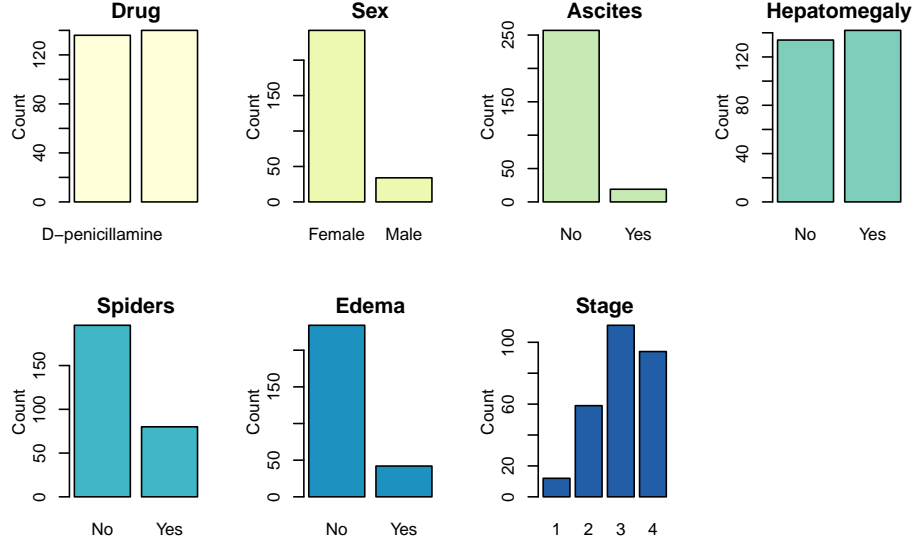 Drug
Count
0 40 80 120
D−penicillamine
Sex
Count
0 50 150
Female Male
Ascites
Count
0 50 150 250
No Yes
Hepatomegaly
Count
0 40 80 120
No Yes
Spiders
Count
0 50 100 150
No Yes
Edema
Count
0 50 150
No Yes
Stage
Count
0 20 60 100
1 2 3 4